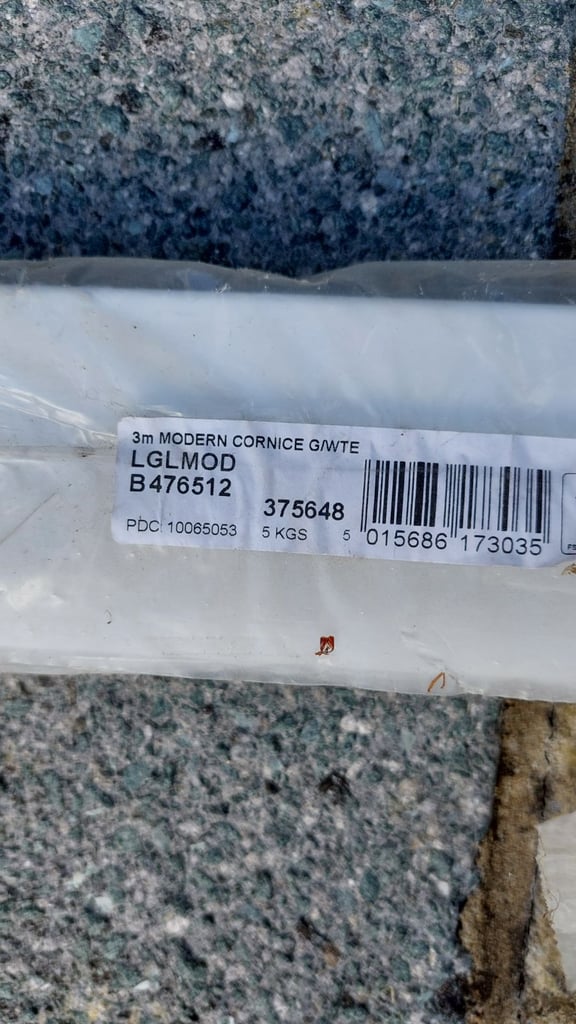 3m MODERN CORNICE G/WTE
LGLMOD
B476512
375648
PDC: 10065053 5 KGS
5 015686 173035